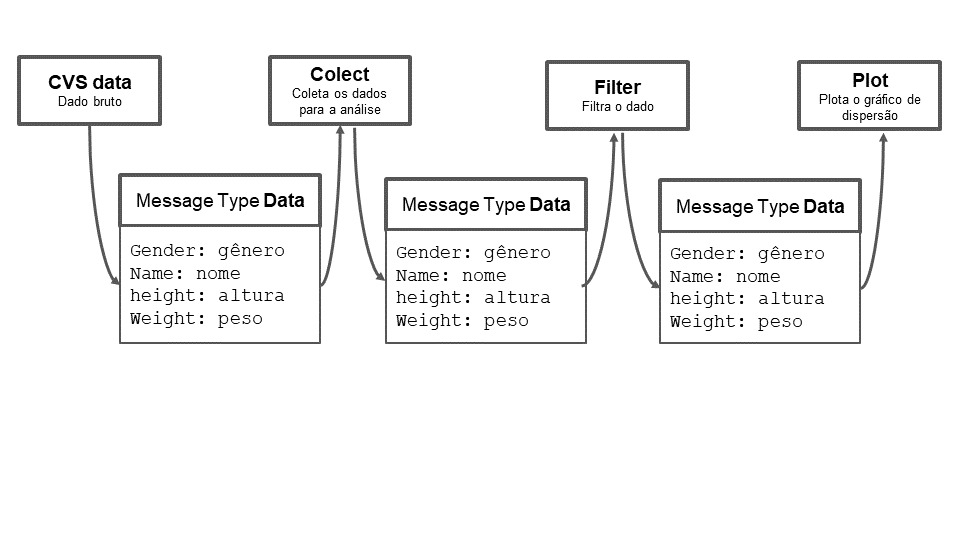 CVS data
Dado bruto
Colect
Coleta os dados
para a análise
Filter
Filtra o dado
Plot
Plota o gráfico de
dispersão
Message Type Data
Gender: gênero
Name: nome
height: altura
Weight: peso
Message Type Data
Gender: gênero
Name: nome
height: altura
Weight: peso
Message Type Data
Gender: gênero
Name: nome
height: altura
Weight: peso